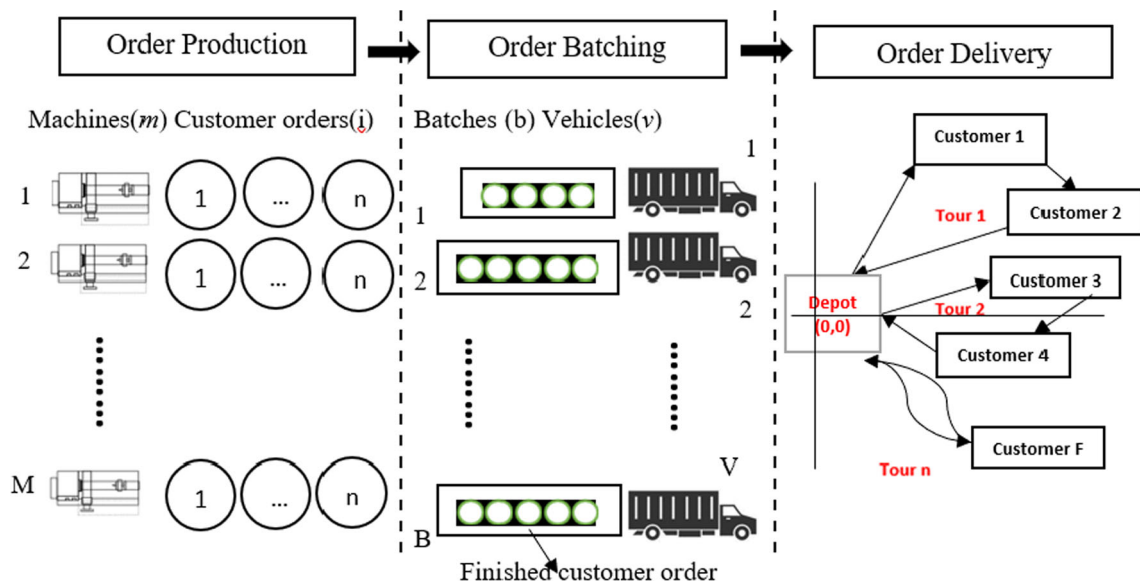 Order Production
Order Batching
Order Delivery
Machines(m) Customer orders(i)
Batches (b) Vehicles(v)
1
1
...
n
2
1
...
n
M
1
...
n
1
1
2
2
B
V
Finished customer order
Customer 1
Customer 2
Tour 1
Customer 3
Depot
(0,0)
Tour 2
Customer 4
Customer F
Tour n